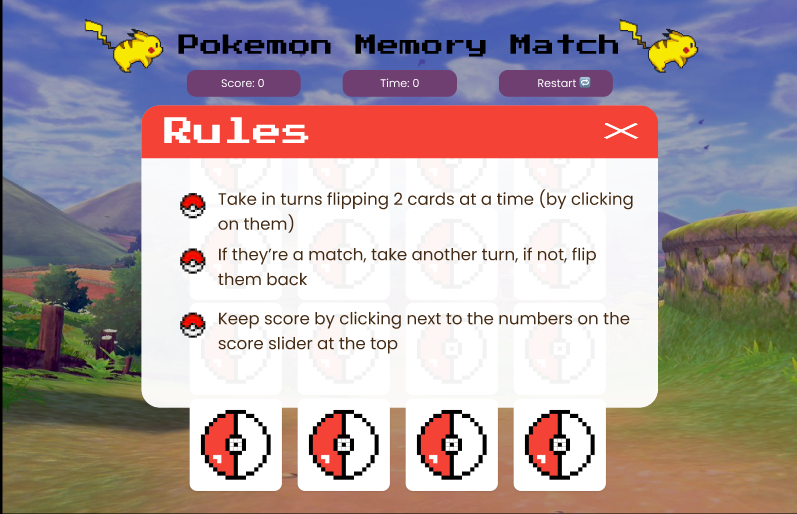 Pokemon Memory Match
Score: 0
Time: 0
Restart
Rules
Take in turns flipping 2 cards at a time (by clicking
on them)
If they’re a match, take another turn, if not, flip
them back
Keep score by clicking next to the numbers on the
score slider at the top